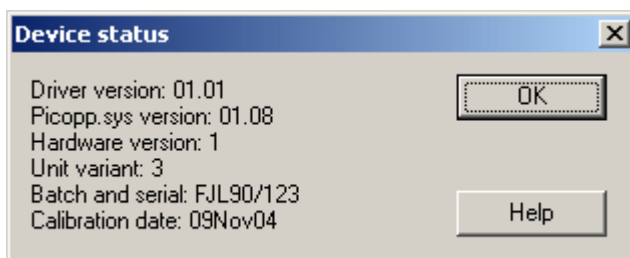 Device status
Driver version: 01.01
Picopp.sys version: 01.08
Hardware version: 1
Unit variant: 3
Batch and serial: FJL90/123
Calibration date: 09Nov04
OK
Help